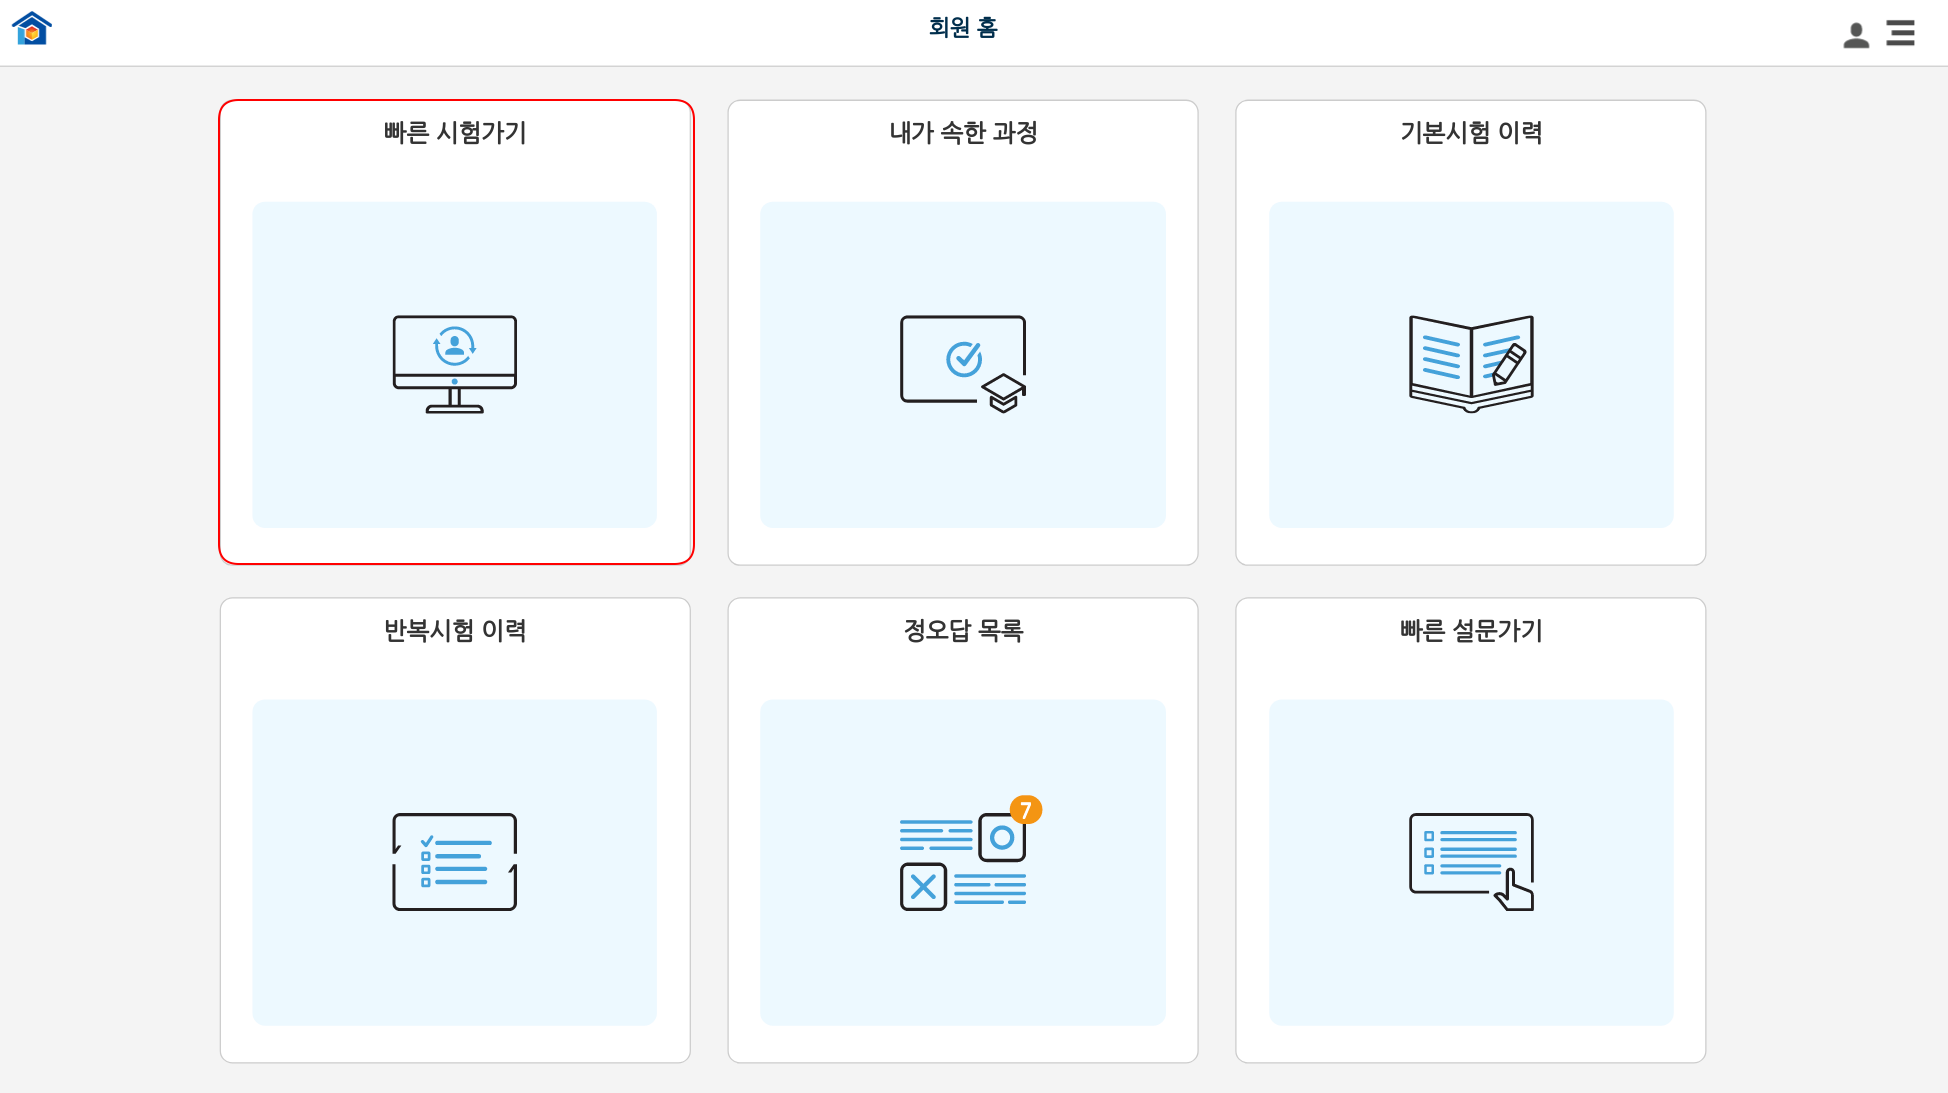 회원 홈
빠른 시험가기
내가 속한 과정
기본시험 이력
반복시험 이력
정오답 목록
빠른 설문가기
7